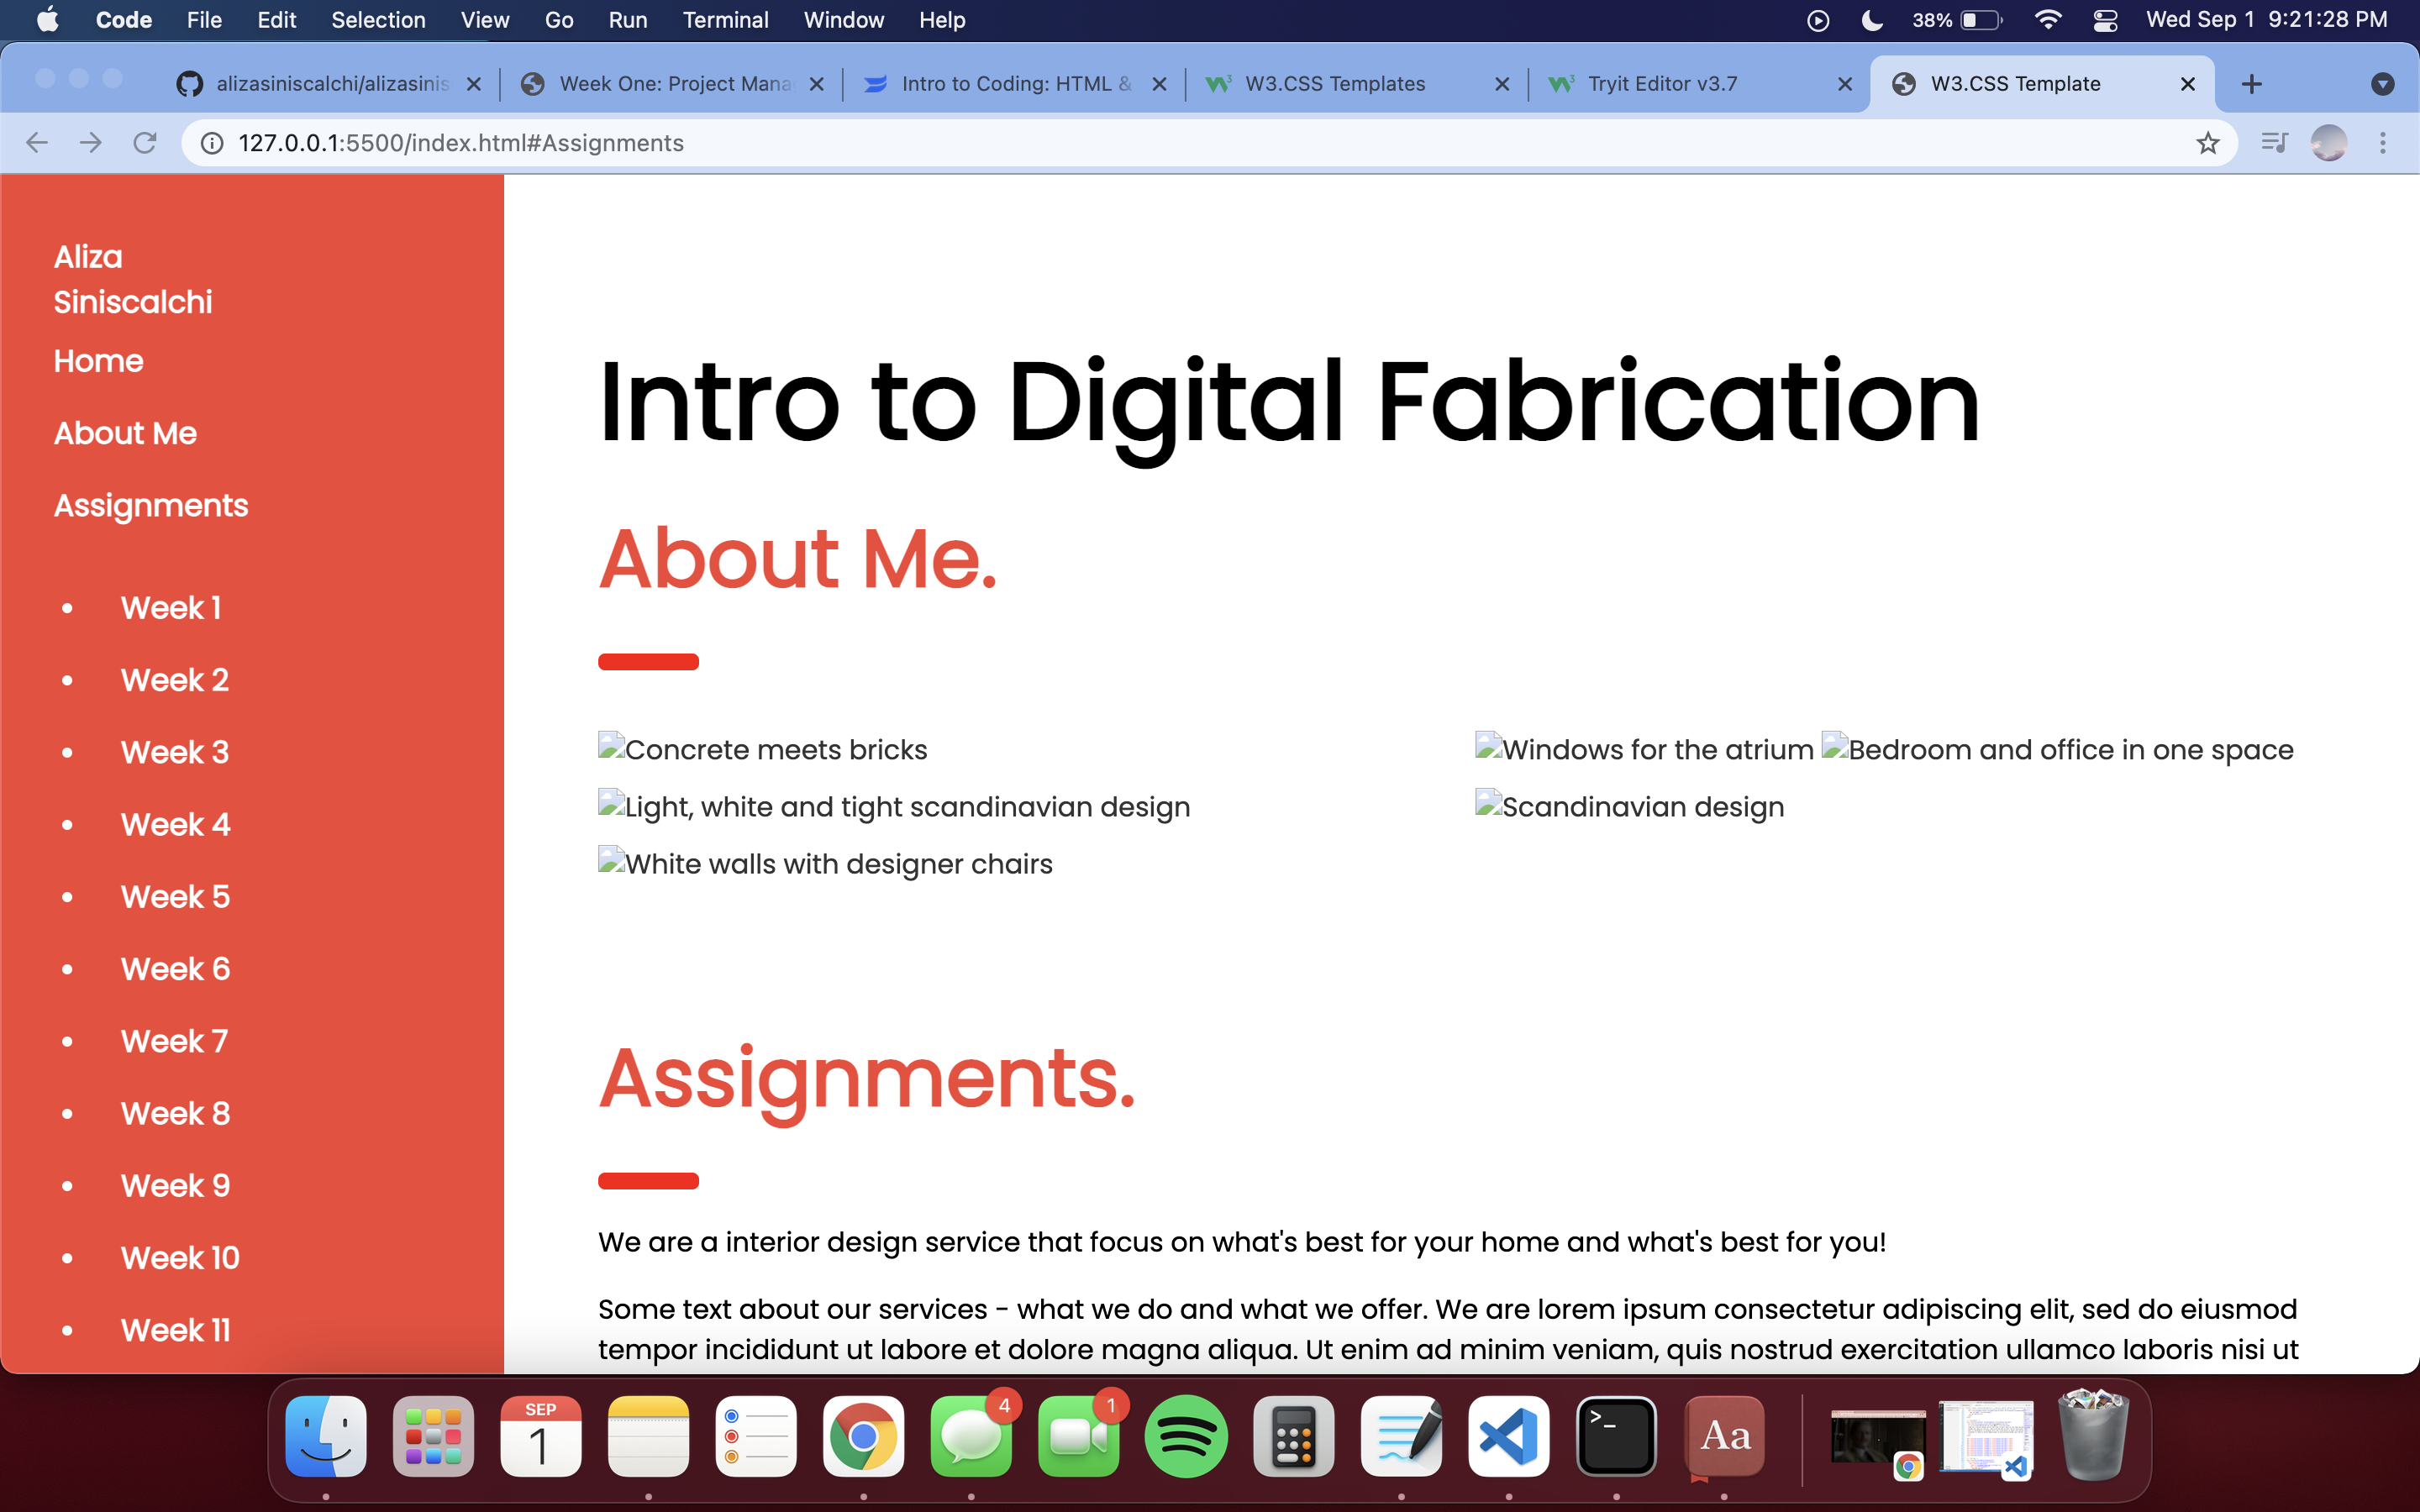 Code File Edit Selection View Go Run Terminal Window Help 38% Wed Sep 1 9:21:28 PM
alizasiniscalchi/alizasinis Week One: Project Mana Intro to Coding: HTML & W3.CSS Templates Tryit Editor v3.7 W3.CSS Template
127.0.0.1:5500/index.html#Assignments
Aliza
Siniscalchi
Home
About Me
Assignments
• Week 1
• Week 2
• Week 3
• Week 4
• Week 5
• Week 6
• Week 7
• Week 8
• Week 9
• Week 10
• Week 11
Intro to Digital Fabrication
About Me.
Concrete meets bricks
Light, white and tight scandinavian design
White walls with designer chairs
Windows for the atrium Bedroom and office in one space
Scandinavian design
Assignments.
We are a interior design service that focus on what's best for your home and what's best for you!
Some text about our services - what we do and what we offer. We are lorem ipsum consectetur adipiscing elit, sed do eiusmod
tempor incididunt ut labore et dolore magna aliqua. Ut enim ad minim veniam, quis nostrud exercitation ullamco laboris nisi ut
SEP
1
4
1
>_
Aa